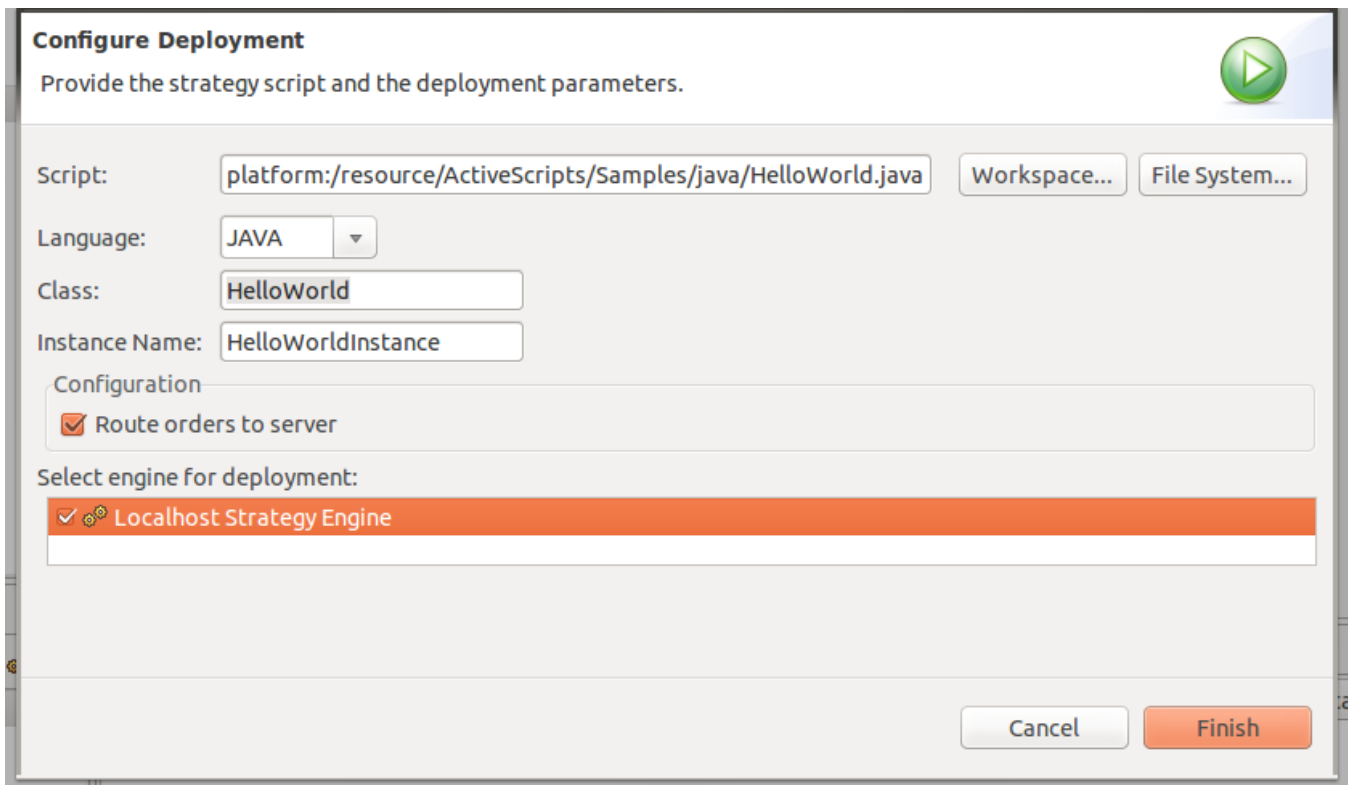 Configure Deployment
Provide the strategy script and the deployment parameters.
Script: platform:/resource/ActiveScripts/Samples/java/HelloWorld.java Workspace... File System...
Language: JAVA
Class: HelloWorld
Instance Name: HelloWorldInstance
Configuration
Route orders to server
Select engine for deployment:
Localhost Strategy Engine
Cancel Finish